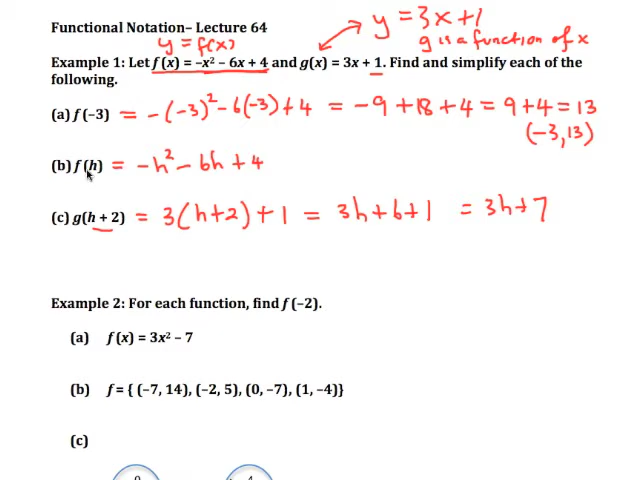 Functional Notation– Lecture 64
y = 3x+1
y = f(x)
g is a function of x
Example 1: Let f(x) = –x² – 6x + 4 and g(x) = 3x + 1. Find and simplify each of the
following.
(a) f(–3) = -(-3)² - 6(-3) + 4 = -9 + 18 + 4 = 9 + 4 = 13
(-3, 13)
(b) f(h) = -h² - 6h + 4
(c) g(h + 2) = 3(h+2) + 1 = 3h + 6 + 1 = 3h + 7
Example 2: For each function, find f (–2).
(a) f(x) = 3x² – 7
(b) f = { (–7, 14), (–2, 5), (0, –7), (1, –4)}
(c)